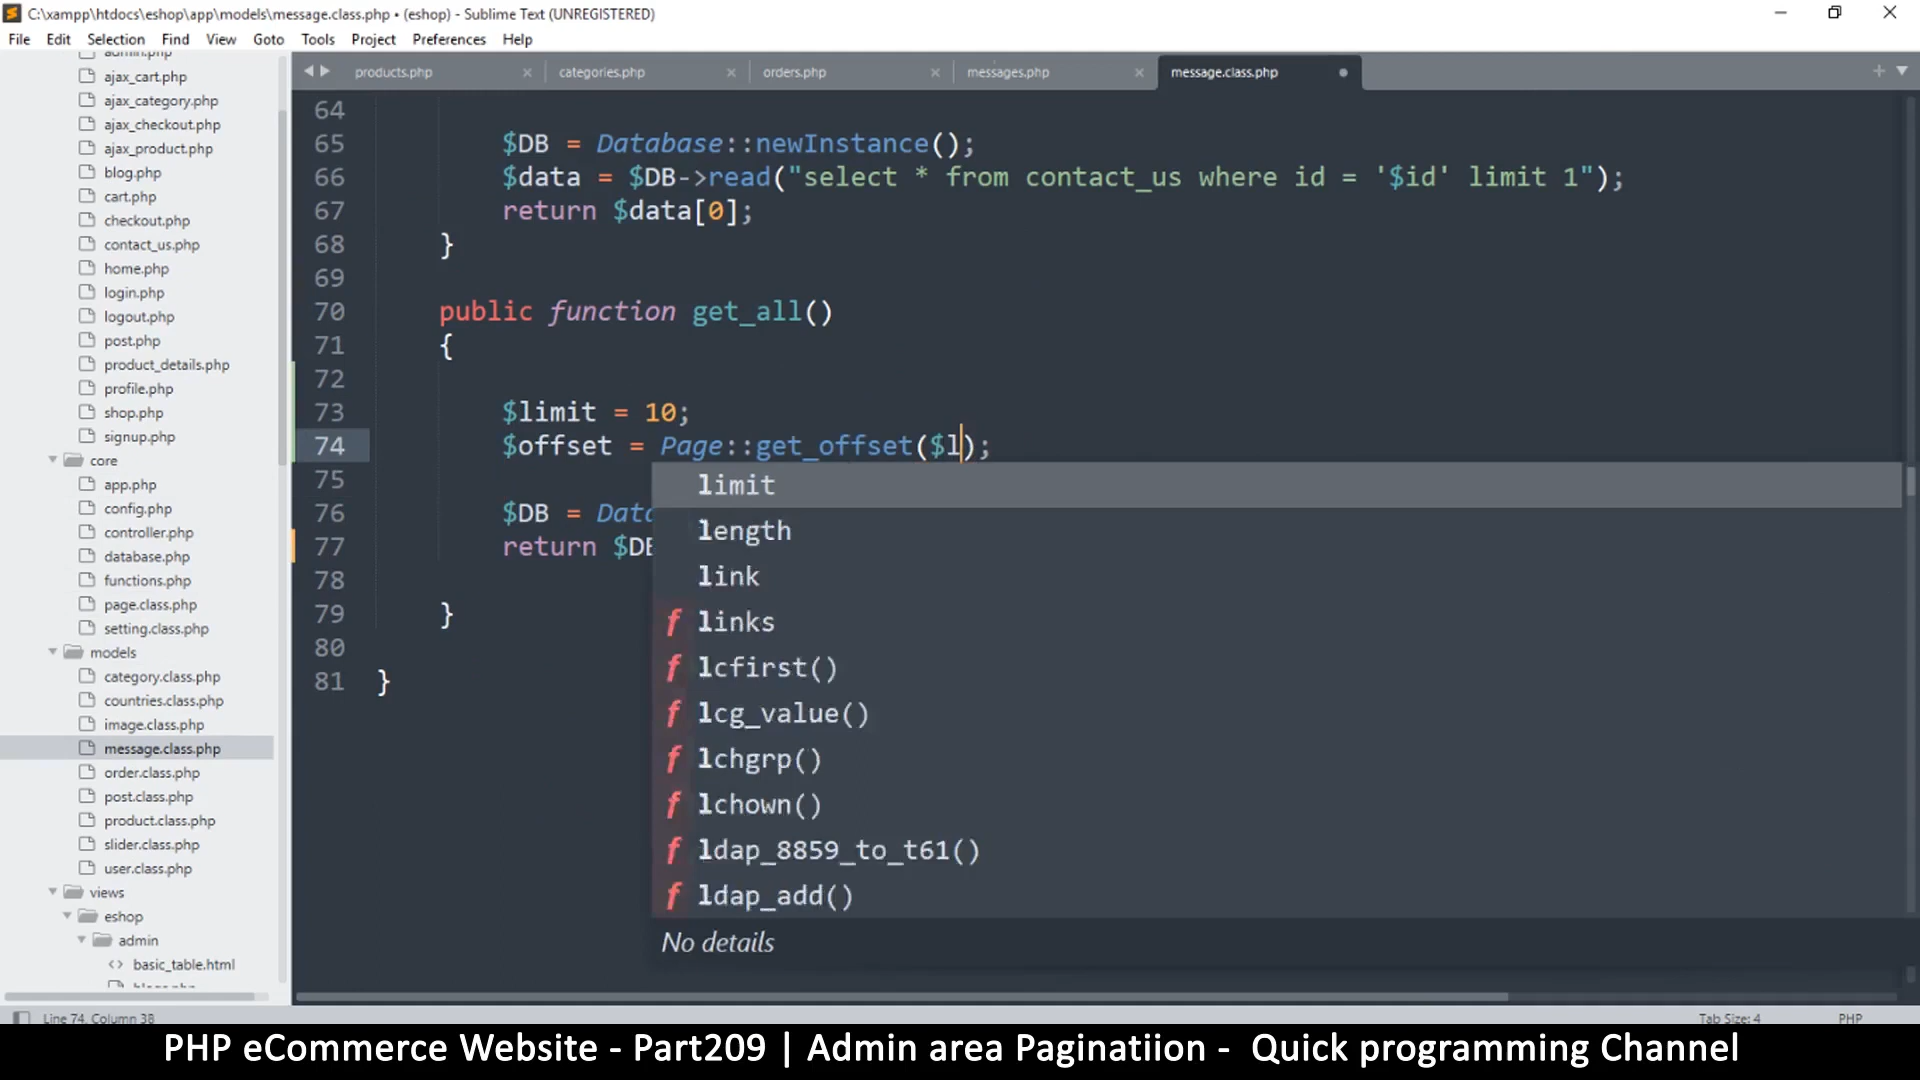 C:\xampp\htdocs\eshop\app\models\message.class.php • (eshop) - Sublime Text (UNREGISTERED)
File Edit Selection Find View Goto Tools Project Preferences Help
admin.php
ajax_cart.php
ajax_category.php
ajax_checkout.php
ajax_product.php
blog.php
cart.php
checkout.php
contact_us.php
home.php
login.php
logout.php
post.php
product_details.php
profile.php
shop.php
signup.php
core
app.php
config.php
controller.php
database.php
functions.php
page.class.php
setting.class.php
models
category.class.php
countries.class.php
image.class.php
message.class.php
order.class.php
post.class.php
product.class.php
slider.class.php
user.class.php
views
eshop
admin
basic_table.html
products.php categories.php orders.php messages.php message.class.php
64
65 $DB = Database::newInstance();
66 $data = $DB->read("select * from contact_us where id = '$id' limit 1");
67 return $data[0];
68 }
69
70 public function get_all()
71 {
72
73 $limit = 10;
74 $offset = Page::get_offset($l);
75
76 $DB = Data
77 return $DB
78
79 }
80
81 }
limit
length
link
f links
f lcfirst()
f lcg_value()
f lchgrp()
f lchown()
f ldap_8859_to_t61()
f ldap_add()
No details
Line 74, Column 38 Tab Size: 4 PHP
PHP eCommerce Website - Part209 | Admin area Paginatiion - Quick programming Channel